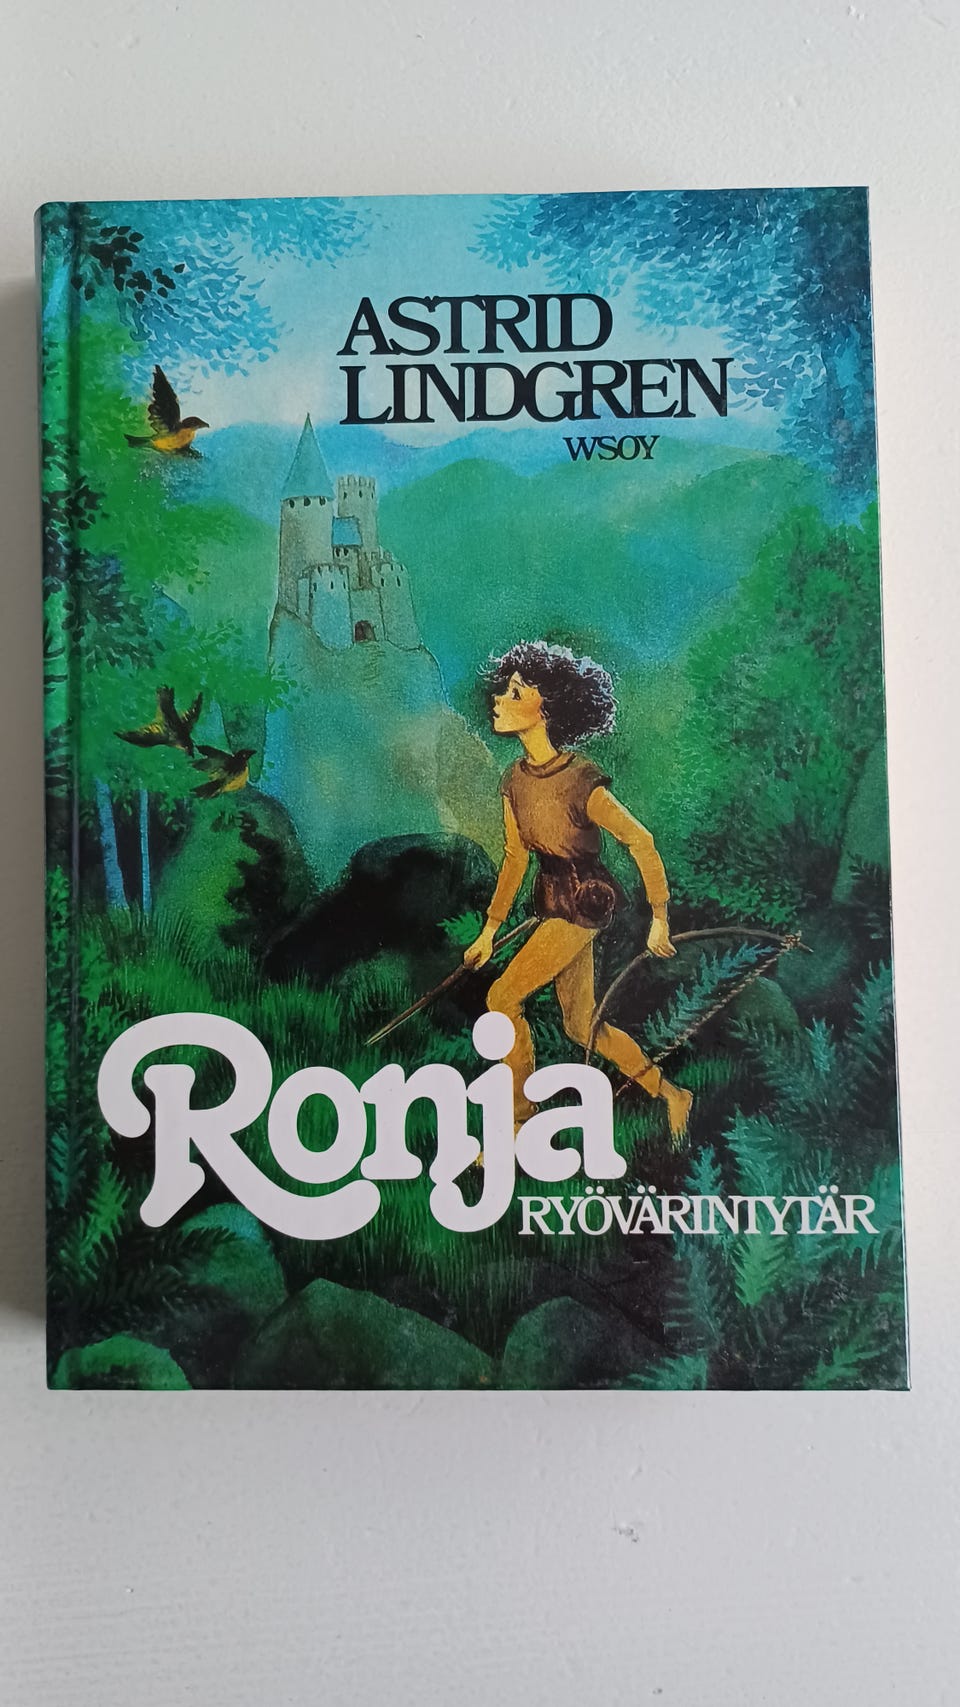 ASTRID
LINDGREN
WSOY
Ronja
RYÖVÄRINTYTÄR